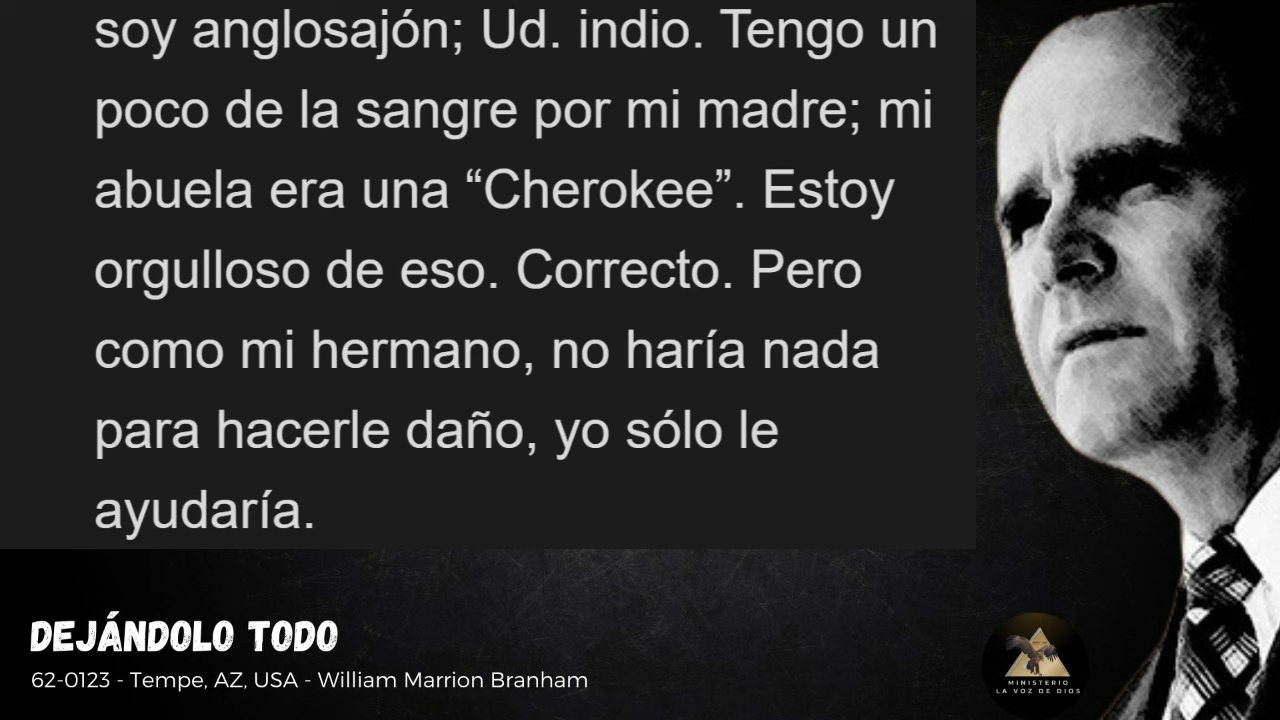 soy anglosajón; Ud. indio. Tengo un
poco de la sangre por mi madre; mi
abuela era una “Cherokee”. Estoy
orgulloso de eso. Correcto. Pero
como mi hermano, no haría nada
para hacerle daño, yo sólo le
ayudaría.
DEJÁNDOLO TODO
62-0123 - Tempe, AZ, USA - William Marrion Branham
MINISTERIO
LA VOZ DE DIOS